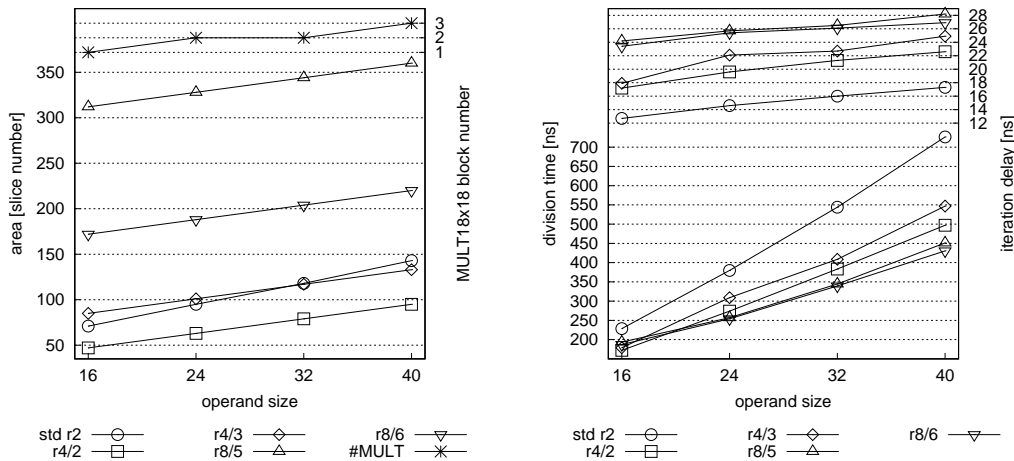 3
2
1
350
300
250
200
150
100
50
area [slice number]
MULT18x18 block number
16 24 32 40
operand size
std r2
r4/3
r8/6
r4/2
r8/5
#MULT
28
26
24
22
20
18
16
14
12
700
650
600
550
500
450
400
350
300
250
200
division time [ns]
iteration delay [ns]
16 24 32 40
operand size
std r2
r4/3
r8/6
r4/2
r8/5